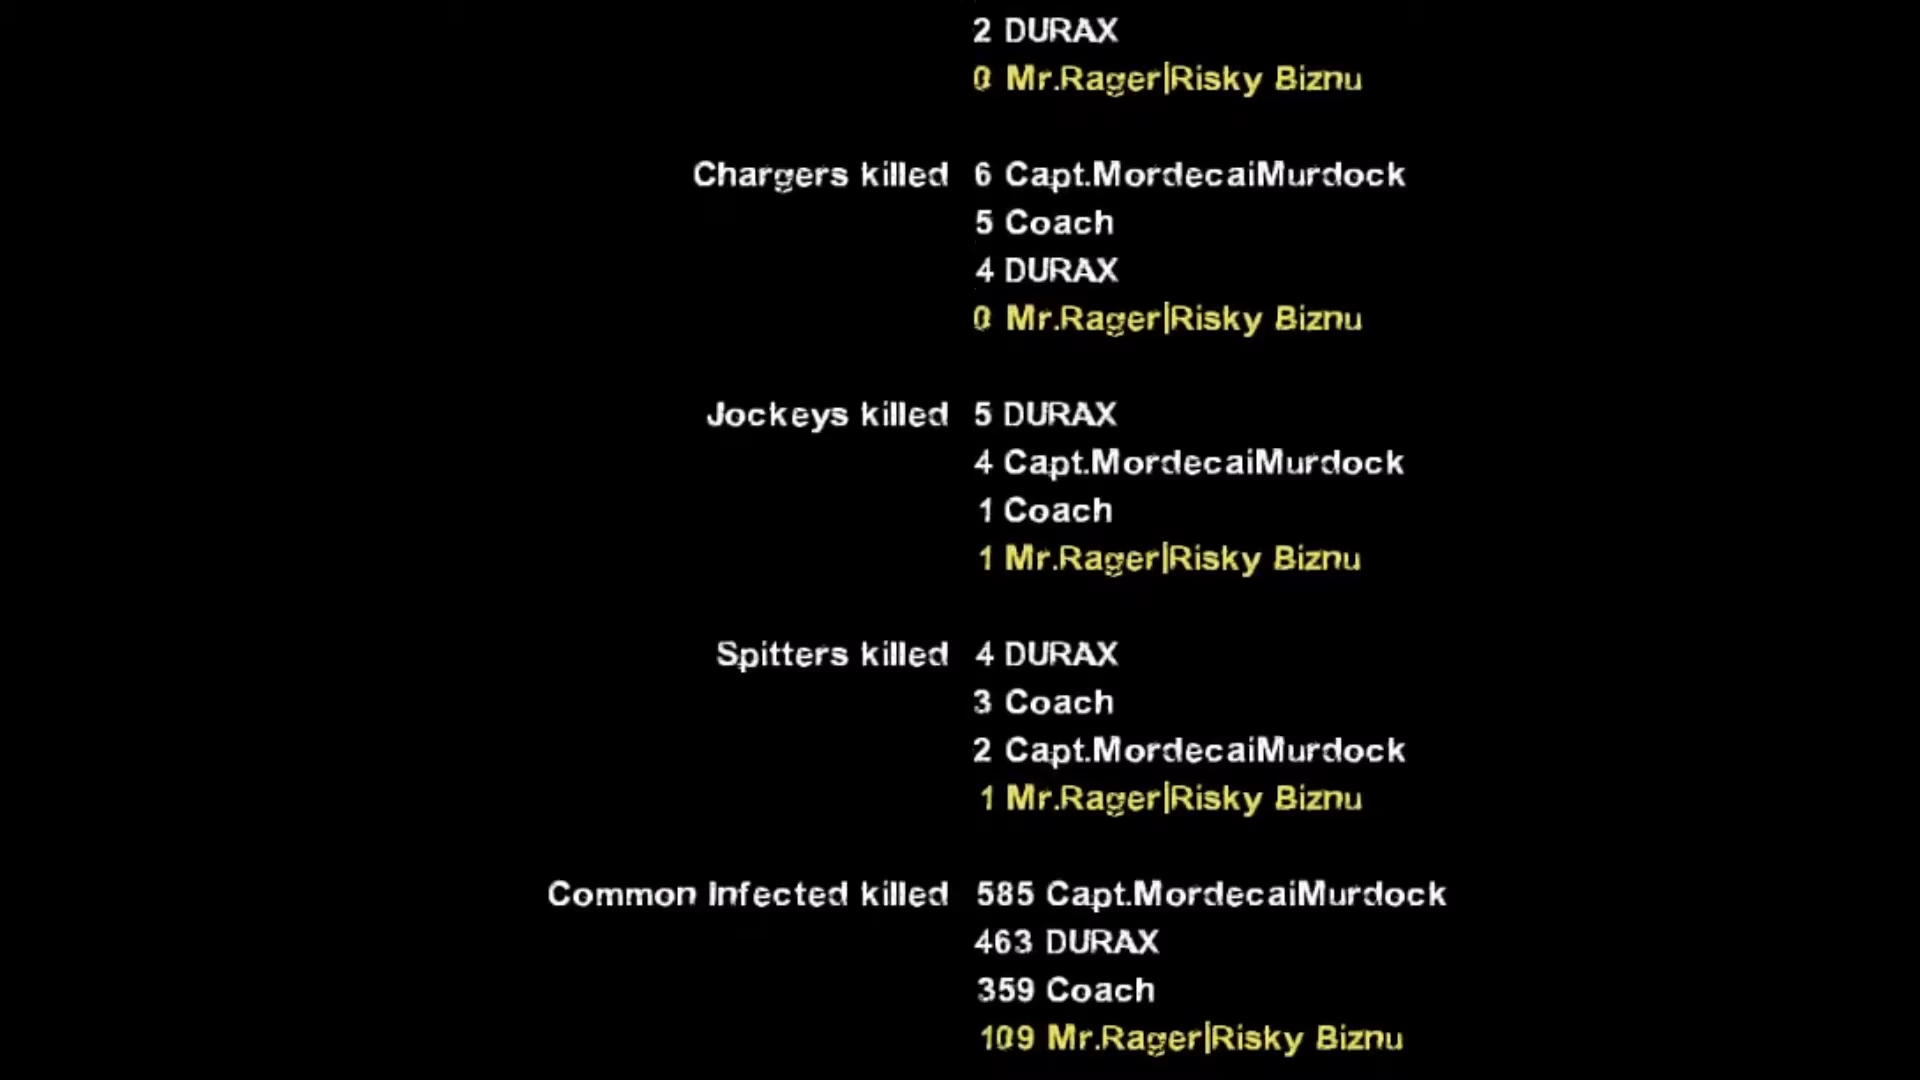 2 DURAX
0 Mr.Rager|Risky Biznu
Chargers killed 6 Capt.MordecaiMurdock
5 Coach
4 DURAX
0 Mr.Rager|Risky Biznu
Jockeys killed 5 DURAX
4 Capt.MordecaiMurdock
1 Coach
1 Mr.Rager|Risky Biznu
Spitters killed 4 DURAX
3 Coach
2 Capt.MordecaiMurdock
1 Mr.Rager|Risky Biznu
Common Infected killed 585 Capt.MordecaiMurdock
463 DURAX
359 Coach
109 Mr.Rager|Risky Biznu